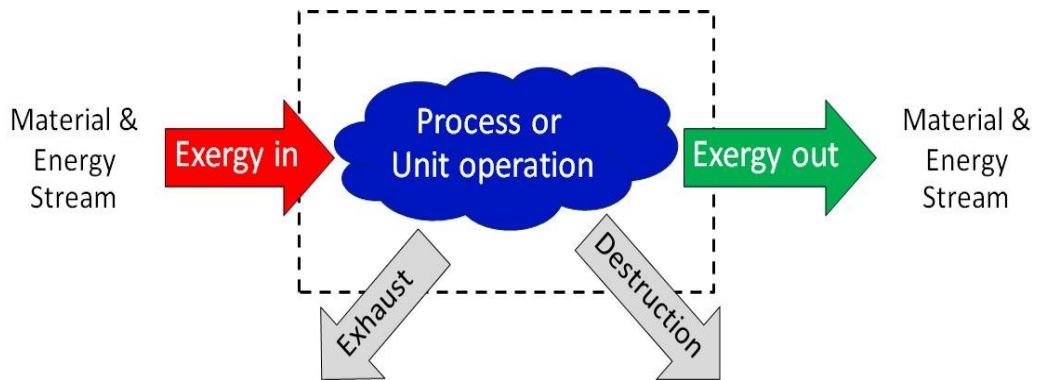 Material &
Energy
Stream
Exergy in
Process or
Unit operation
Exergy out
Material &
Energy
Stream
Exhaust
Destruction